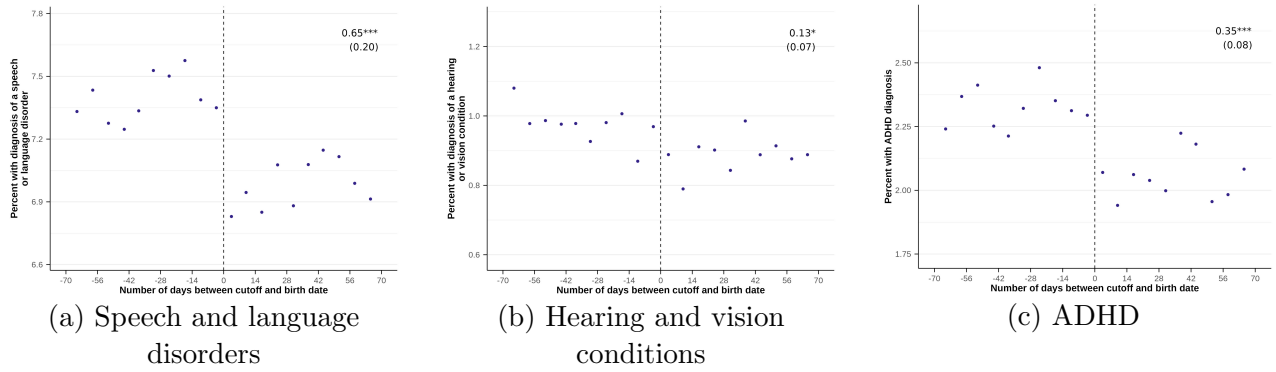 7.8
7.5
7.2
6.9
6.6
Percent with diagnosis of a speech
or language disorder
0.65***
(0.20)
-70 -56 -42 -28 -14 0 14 28 42 56 70
Number of days between cutoff and birth date
(a) Speech and language
disorders
1.2
1.0
0.8
0.6
Percent with diagnosis of a hearing
or vision condition
0.13*
(0.07)
-70 -56 -42 -28 -14 0 14 28 42 56 70
Number of days between cutoff and birth date
(b) Hearing and vision
conditions
2.50
2.25
2.00
1.75
Percent with ADHD diagnosis
0.35***
(0.08)
-70 -56 -42 -28 -14 0 14 28 42 56 70
Number of days between cutoff and birth date
(c) ADHD